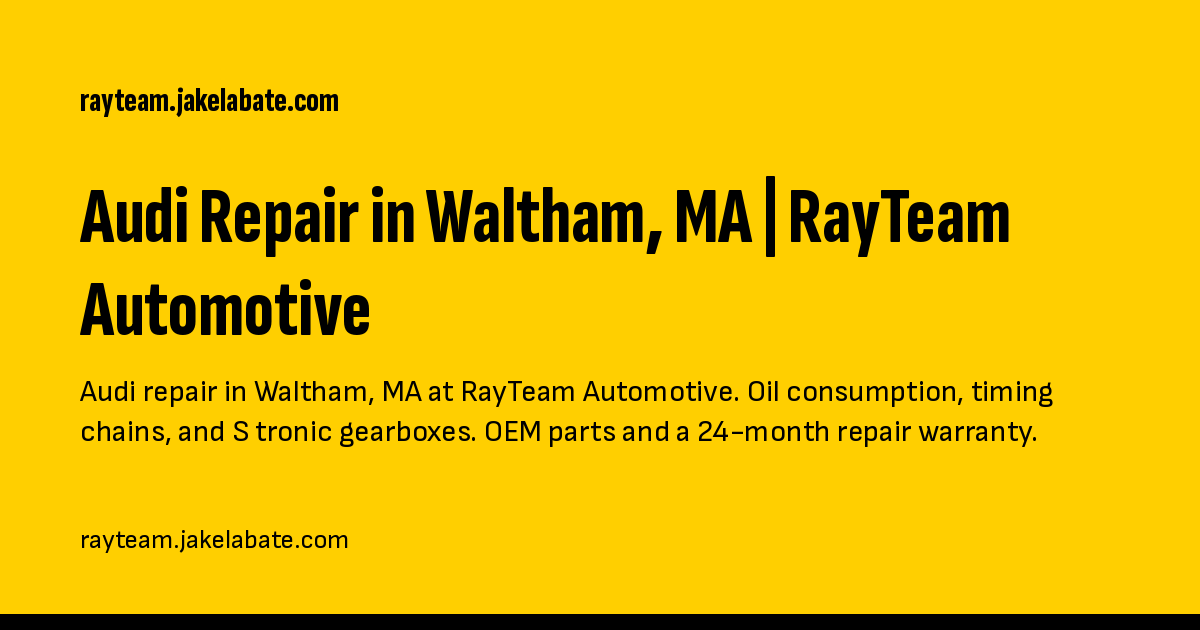 rayteam.jakelabate.com
Audi Repair in Waltham, MA | RayTeam
Automotive
Audi repair in Waltham, MA at RayTeam Automotive. Oil consumption, timing
chains, and S tronic gearboxes. OEM parts and a 24-month repair warranty.
rayteam.jakelabate.com